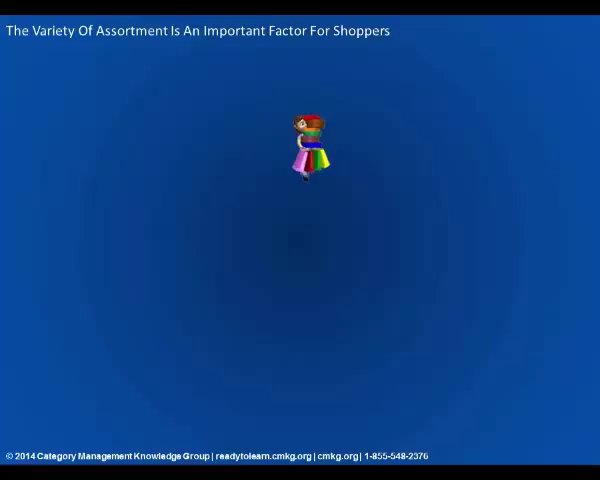 The Variety Of Assortment Is An Important Factor For Shoppers
© 2014 Category Management Knowledge Group | readytolearn.cmkg.org | cmkg.org | 1-855-548-2376